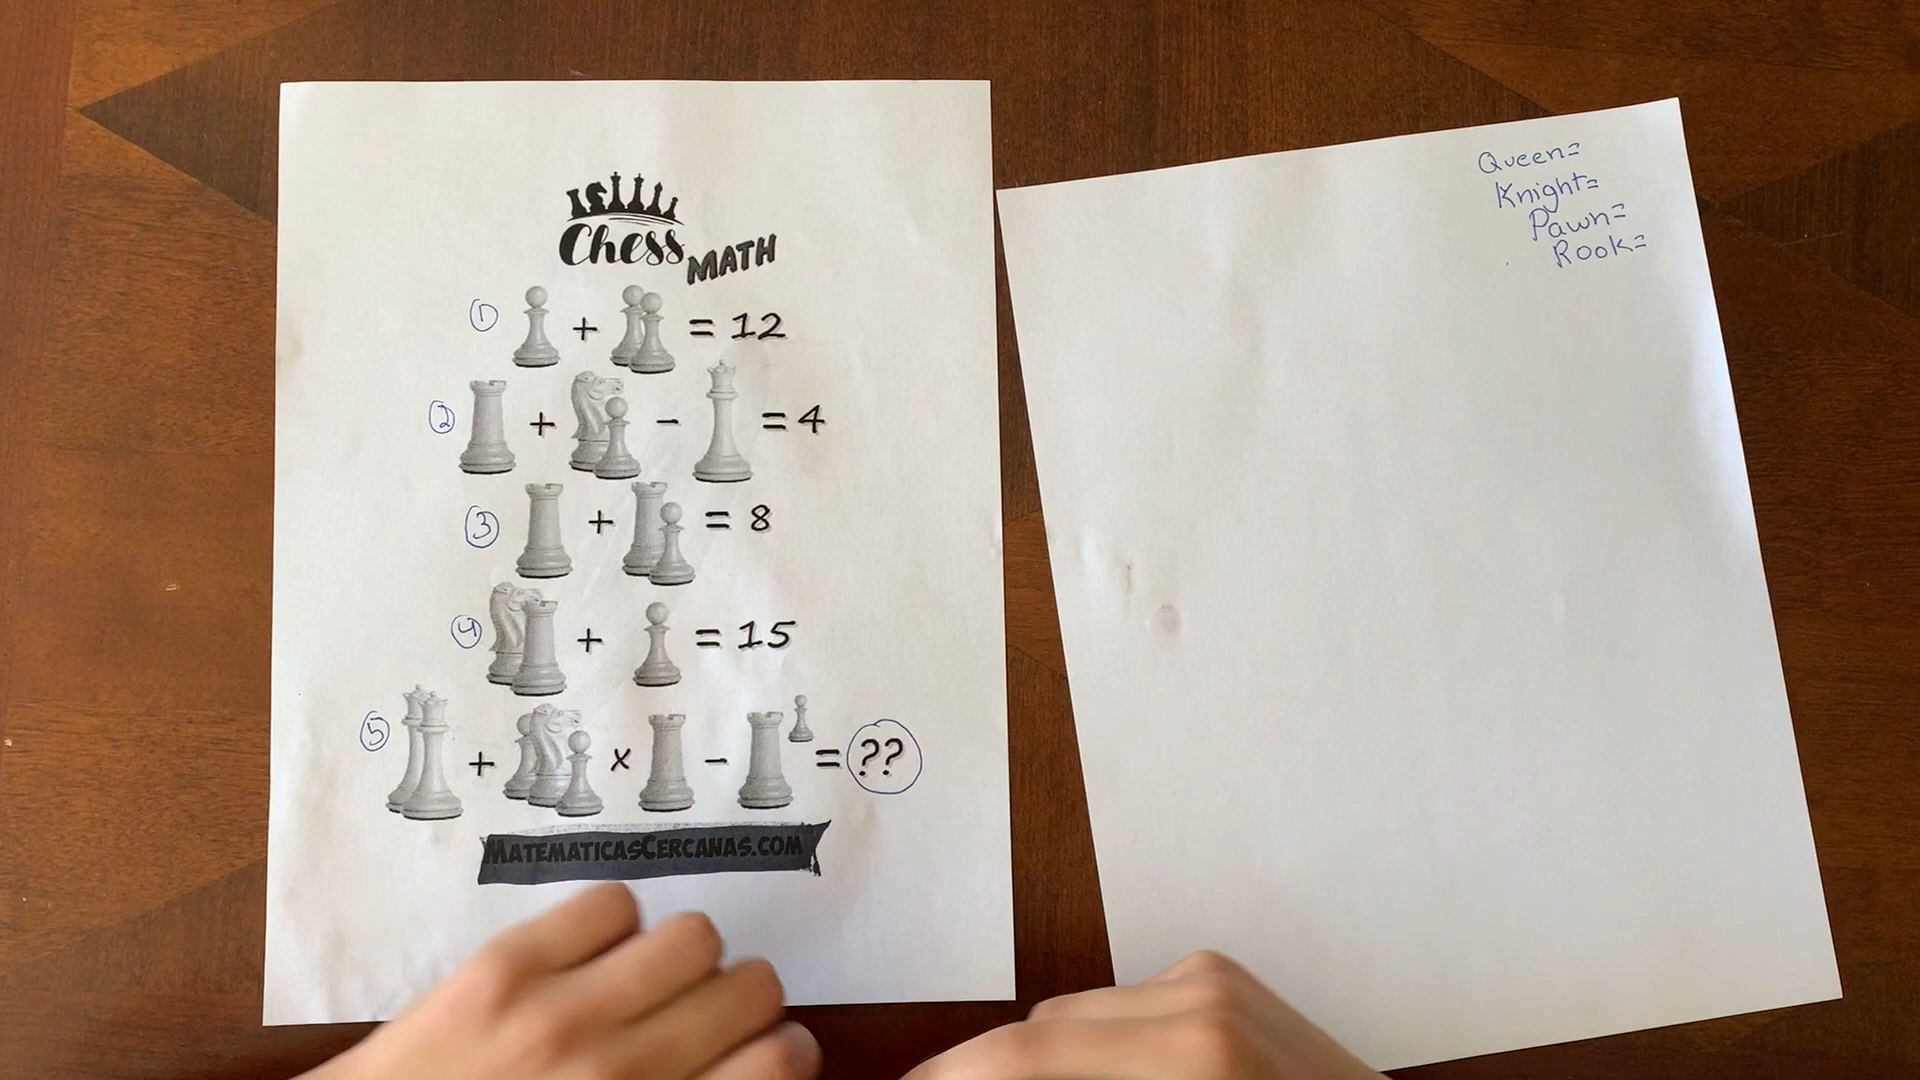 Chess MATH
① + = 12
② + - = 4
③ + = 8
④ + = 15
⑤ + x - = ??
MATEMATICASCERCANAS.COM
Queen=
Knight=
Pawn=
Rook=